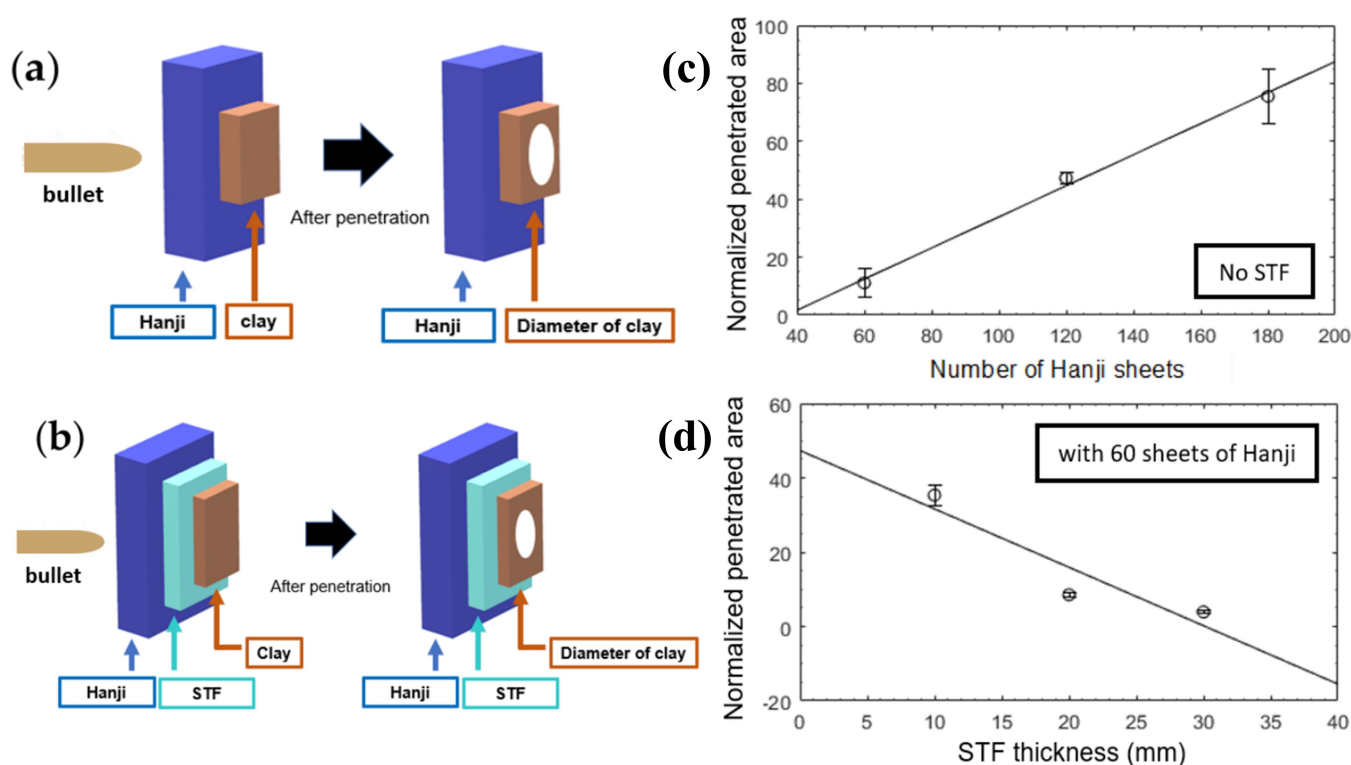 (a)
bullet
After penetration
Hanji
clay
Hanji
Diameter of clay
(b)
bullet
After penetration
Clay
Diameter of clay
Hanji
STF
Hanji
STF
(c)
Normalized penetrated area
100
80
60
40
20
0
No STF
40 60 80 100 120 140 160 180 200
Number of Hanji sheets
(d)
Normalized penetrated area
60
40
20
0
-20
with 60 sheets of Hanji
0 5 10 15 20 25 30 35 40
STF thickness (mm)